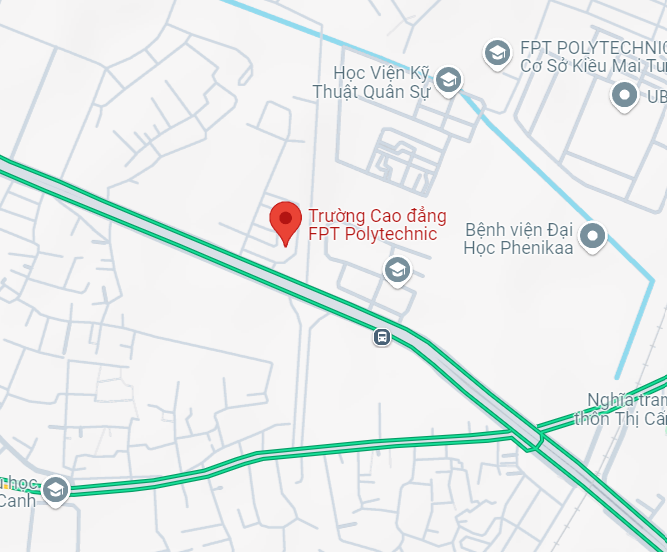 FPT POLYTECHNIC
Cơ Sở Kiều Mai
Học Viện Kỹ
Thuật Quân Sự
UB
Trường Cao đẳng
FPT Polytechnic
Bệnh viện Đại
Học Phenikaa
Nghĩa tran
thôn Thị Cấ
học
Canh